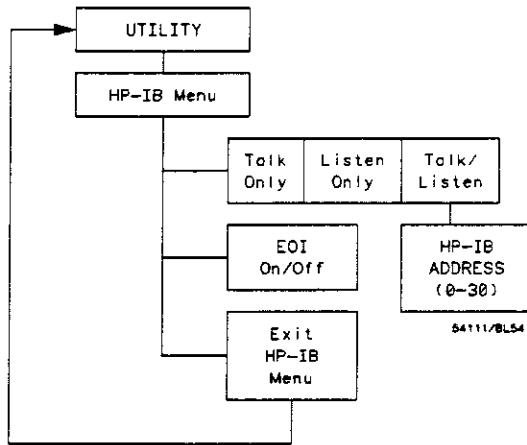 UTILITY
HP-IB Menu
Talk Only
Listen Only
Talk/ Listen
EOI
On/Off
HP-IB
ADDRESS
(0-30)
54111/BL54
Exit
HP-IB
Menu